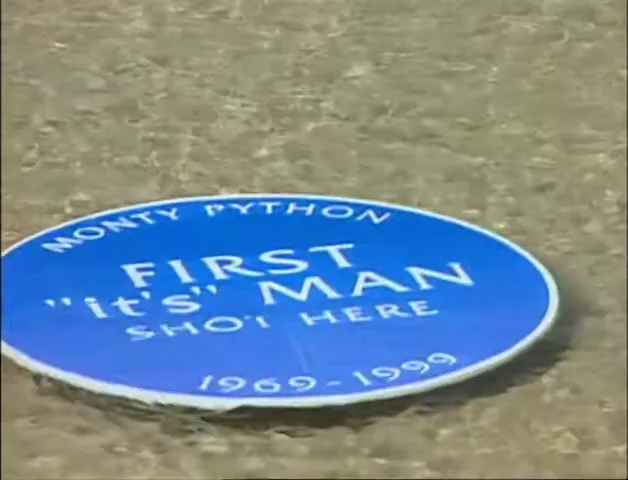 MONTY PYTHON
FIRST
"it's" MAN
SHOT HERE
1969-1999